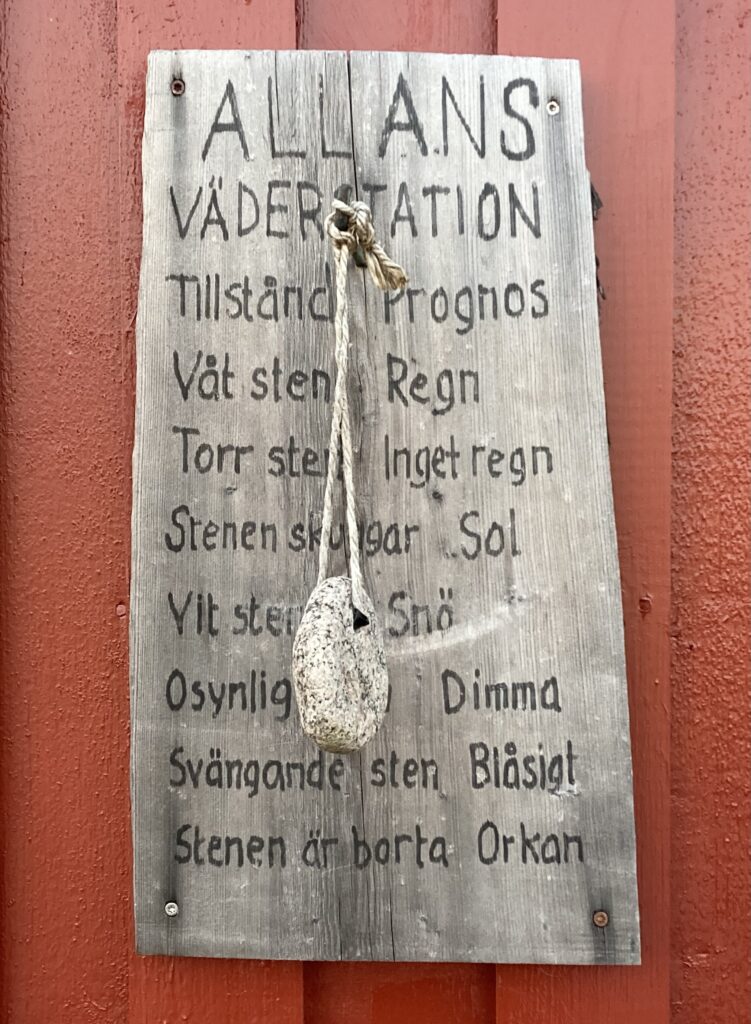 ALLANS
VÄDERSTATION
Tillstånd Prognos
Våt sten Regn
Torr sten Inget regn
Stenen skuggar Sol
Vit sten Snö
Osynlig Dimma
Svängande sten Blåsigt
Stenen är borta Orkan